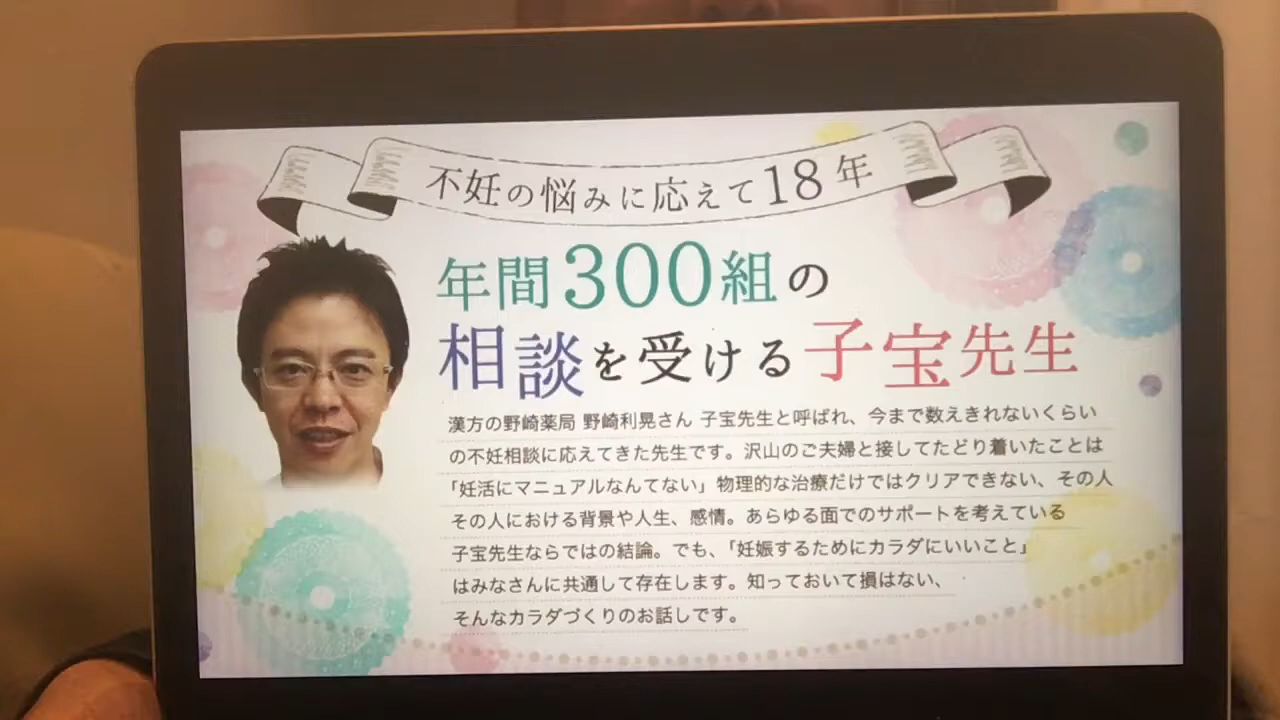 不妊の悩みに応えて18年
年間300組の
相談を受ける子宝先生
漢方の野崎薬局 野崎利晃さん 子宝先生と呼ばれ、今まで数えきれないくらい
の不妊相談に応えてきた先生です。沢山のご夫婦と接してたどり着いたことは
「妊活にマニュアルなんてない」物理的な治療だけではクリアできない、その人
その人における背景や人生、感情。あらゆる面でのサポートを考えている
子宝先生ならではの結論。でも、「妊娠するためにカラダにいいこと」
はみなさんに共通して存在します。知っておいて損はない、
そんなカラダづくりのお話しです。